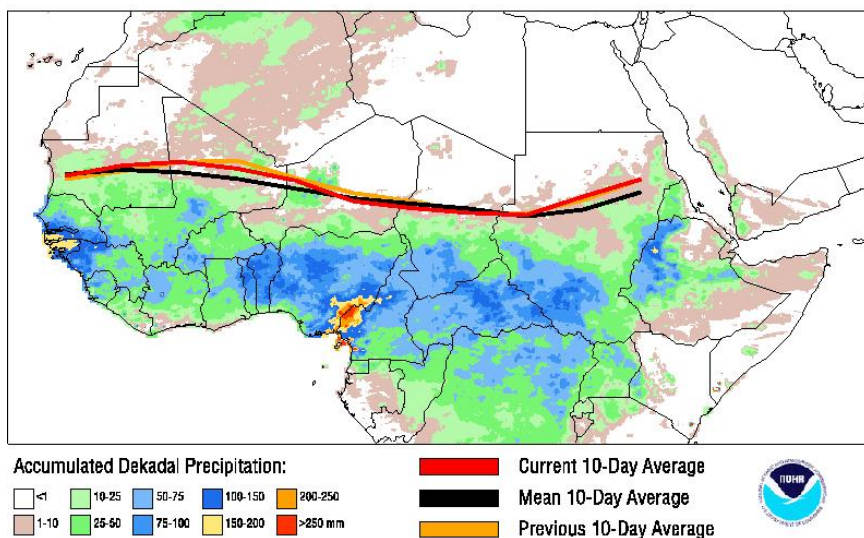 Accumulated Dekadal Precipitation:
<1 10-25 50-75 100-150 200-250
1-10 25-50 75-100 150-200 >250 mm
Current 10-Day Average
Mean 10-Day Average
Previous 10-Day Average
NOAA